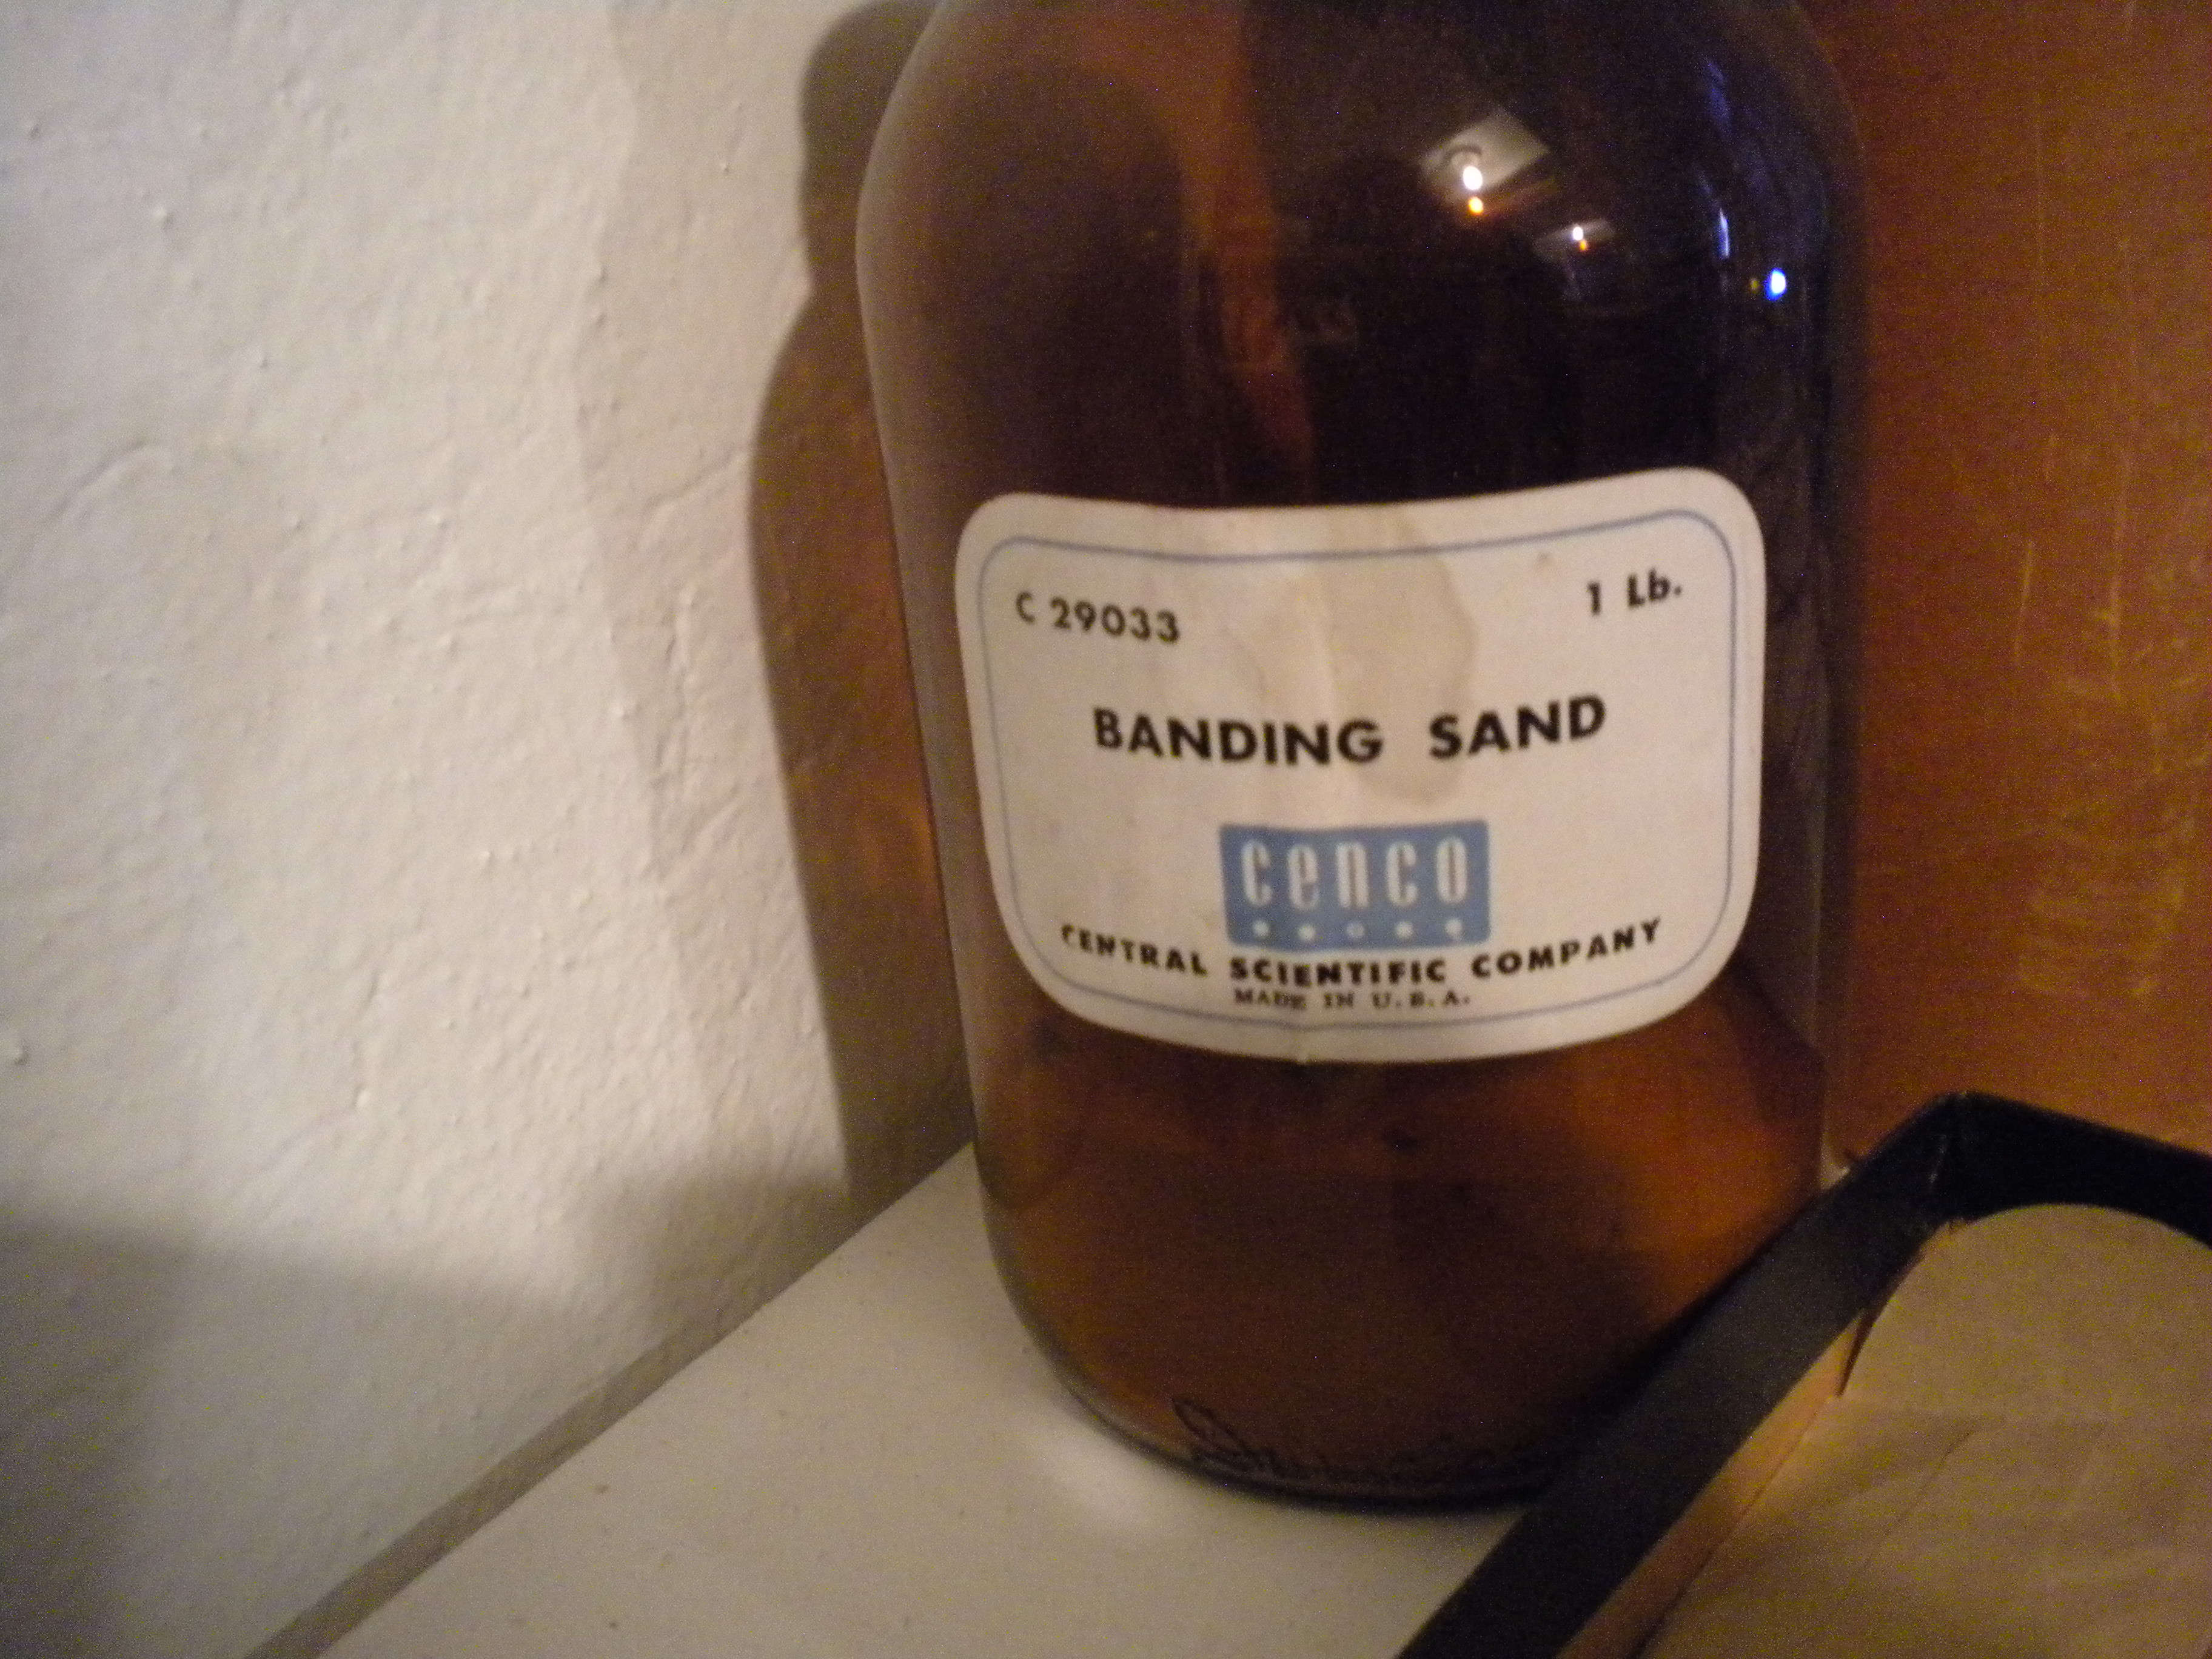 C 29033 1 Lb.
BANDING SAND
cenco
CENTRAL SCIENTIFIC COMPANY
MADE IN U.S.A.